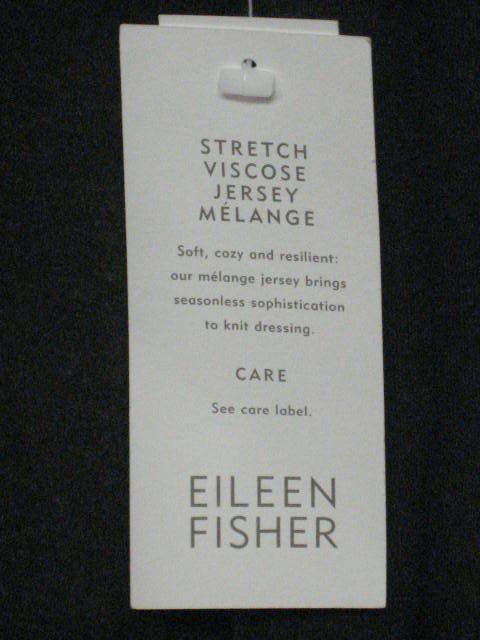 STRETCH
VISCOSE
JERSEY
MÉLANGE
Soft, cozy and resilient:
our mélange jersey brings
seasonless sophistication
to knit dressing.
CARE
See care label.
EILEEN
FISHER